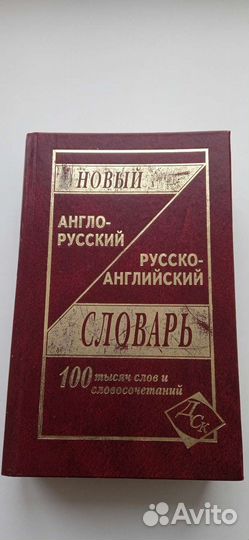 НОВЫЙ
АНГЛО-
РУССКИЙ
РУССКО-
АНГЛИЙСКИЙ
СЛОВАРЬ
100 тысяч слов и
словосочетаний
ДСК
Avito